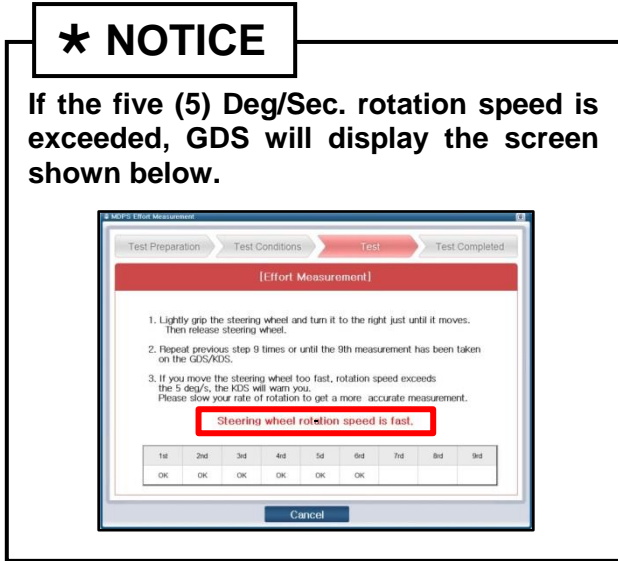 * NOTICE
If the five (5) Deg/Sec. rotation speed is
exceeded, GDS will display the screen
shown below.
MDPS Effort Measurement
Test Preparation Test Conditions Test Test Completed
[Effort Measurement]
1. Lightly grip the steering wheel and turn it to the right just until it moves.
Then release steering wheel.
2. Repeat previous step 9 times or until the 9th measurement has been taken
on the GDS/KDS.
3. If you move the steering wheel too fast, rotation speed exceeds
the 5 deg/s, the KDS will warn you.
Please slow your rate of rotation to get a more accurate measurement.
Steering wheel rotation speed is fast.
1st 2nd 3rd 4rd 5d 6rd 7rd 8rd 9rd
OK OK OK OK OK OK
Cancel